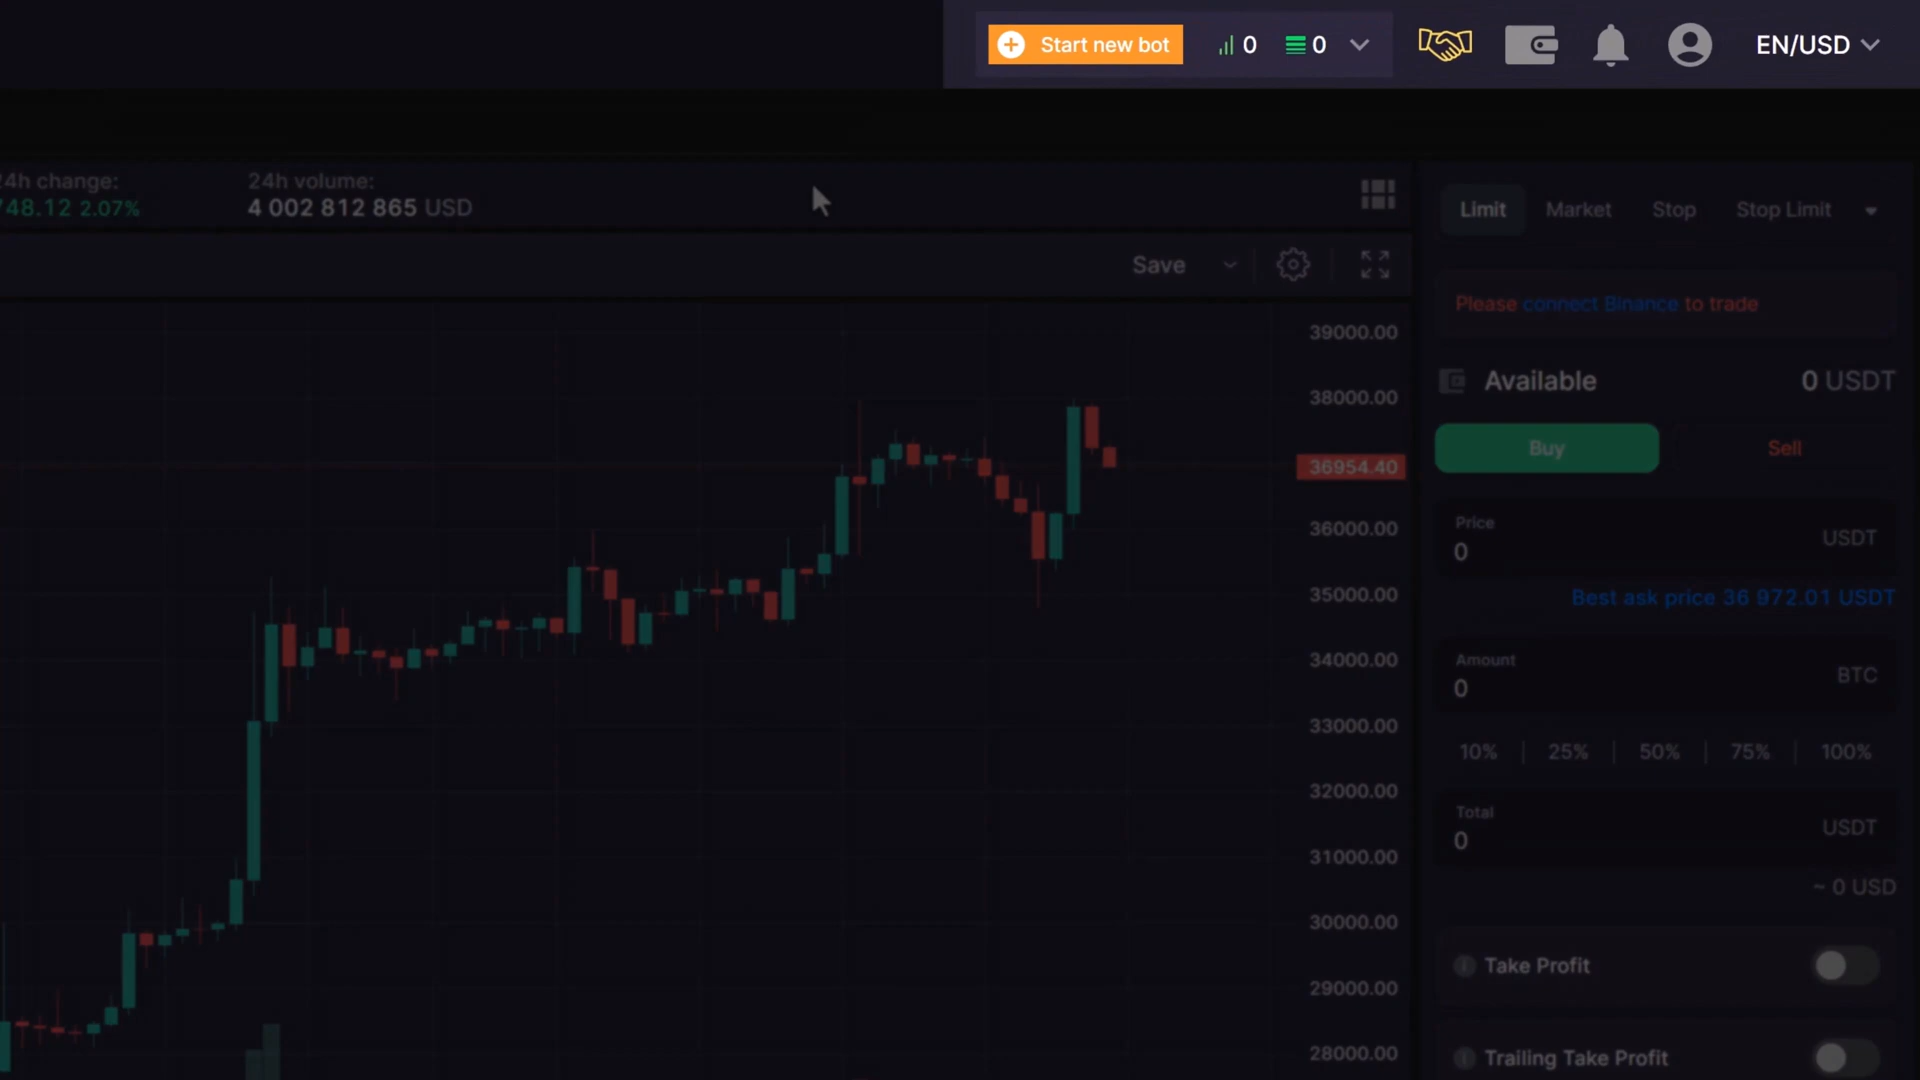 Start new bot 0 0 EN/USD
24h change: 24h volume:
748.12 2.07% 4 002 812 865 USD
Limit Market Stop Stop Limit
Save
Please connect Binance to trade
39000.00
38000.00
36954.40
36000.00
35000.00
34000.00
33000.00
32000.00
31000.00
30000.00
29000.00
28000.00
Available 0 USDT
Buy Sell
Price
0 USDT
Best ask price 36 972.01 USDT
Amount
0 BTC
10% 25% 50% 75% 100%
Total
0 USDT
~ 0 USD
Take Profit
Trailing Take Profit